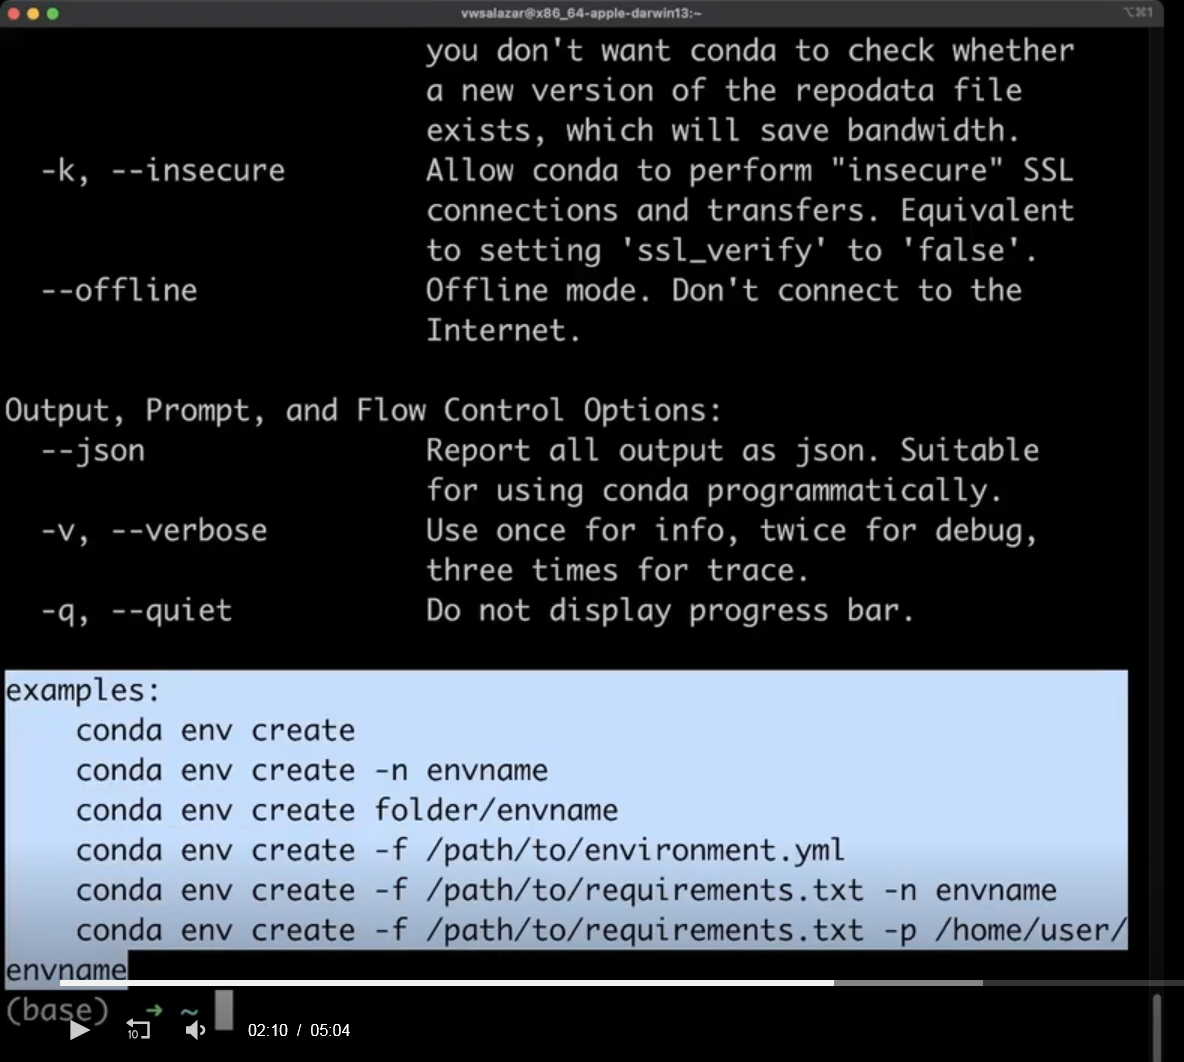 vwsalazar@x86_64-apple-darwin13:~
⌥⌘1
you don't want conda to check whether
a new version of the repodata file
exists, which will save bandwidth.
-k, --insecure Allow conda to perform "insecure" SSL
connections and transfers. Equivalent
to setting 'ssl_verify' to 'false'.
--offline Offline mode. Don't connect to the
Internet.
Output, Prompt, and Flow Control Options:
--json Report all output as json. Suitable
for using conda programmatically.
-v, --verbose Use once for info, twice for debug,
three times for trace.
-q, --quiet Do not display progress bar.
examples:
conda env create
conda env create -n envname
conda env create folder/envname
conda env create -f /path/to/environment.yml
conda env create -f /path/to/requirements.txt -n envname
conda env create -f /path/to/requirements.txt -p /home/user/
envname
(base) ➜ ~
10 02:10 / 05:04